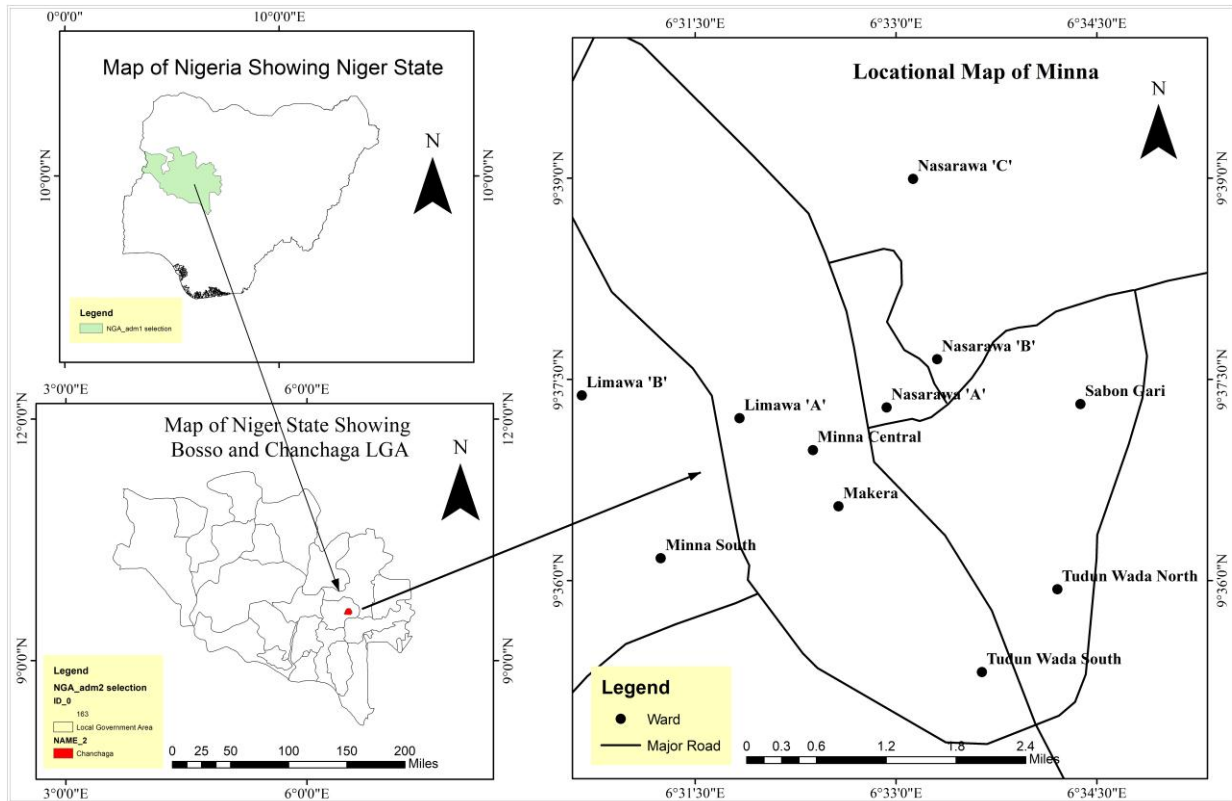 0°0'0"
10°0'0"E
Map of Nigeria Showing Niger State
N
10°0'0"N
10°0'0"N
Legend
NGA_adm1 selection
3°0'0"E
6°0'0"E
12°0'0"N
12°0'0"N
Map of Niger State Showing
Bosso and Chanchaga LGA
N
9°0'0"N
9°0'0"N
Legend
NGA_adm2 selection
ID_0
163
Local Government Area
NAME_2
Chanchaga
0 25 50 100 150 200
Miles
3°0'0"E
6°0'0"E
6°31'30"E
6°33'0"E
6°34'30"E
Locational Map of Minna
N
9°39'0"N
9°39'0"N
Nasarawa 'C'
Nasarawa 'B'
9°37'30"N
9°37'30"N
Limawa 'B'
Sabon Gari
Limawa 'A'
Nasarawa 'A'
Minna Central
Makera
Minna South
9°36'0"N
9°36'0"N
Tudun Wada North
Tudun Wada South
Legend
Ward
Major Road
0 0.3 0.6 1.2 1.8 2.4
Miles
6°31'30"E
6°33'0"E
6°34'30"E